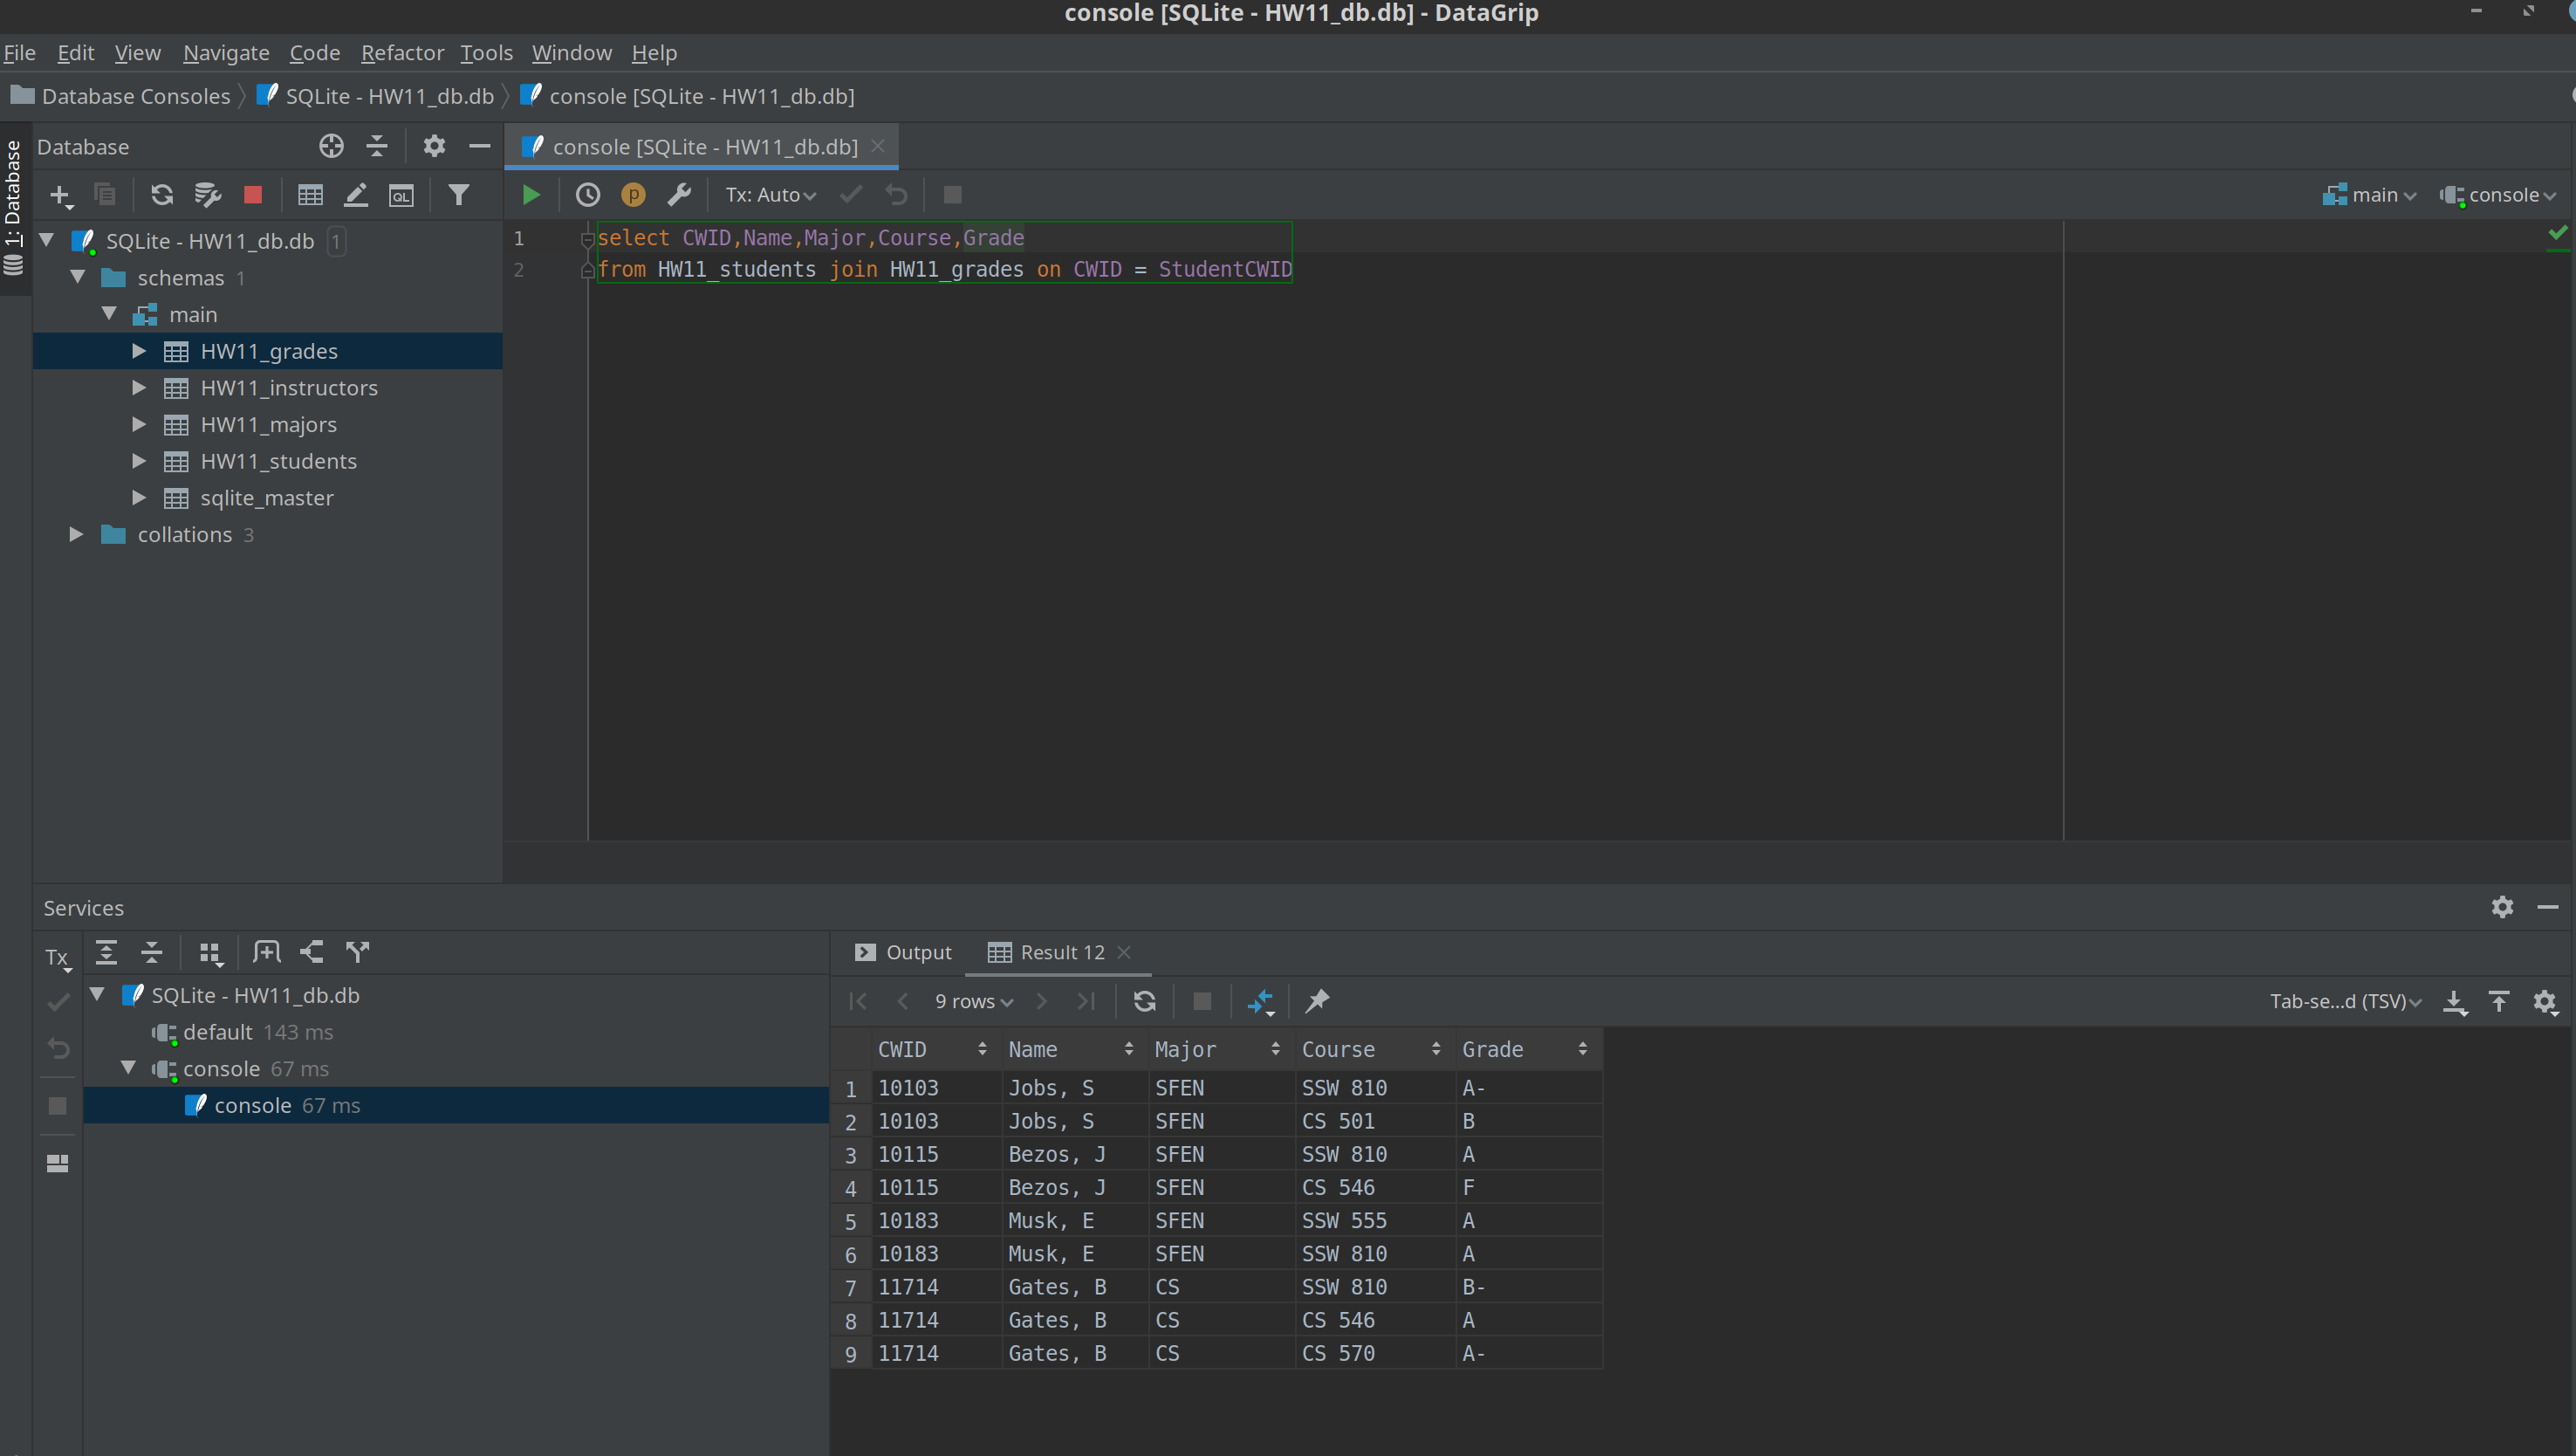 console [SQLite - HW11_db.db] - DataGrip
File Edit View Navigate Code Refactor Tools Window Help
Database Consoles SQLite - HW11_db.db console [SQLite - HW11_db.db]
1: Database
Database
console [SQLite - HW11_db.db]
QL
p
Tx: Auto
main
console
SQLite - HW11_db.db 1
schemas 1
main
HW11_grades
HW11_instructors
HW11_majors
HW11_students
sqlite_master
collations 3
1 select CWID,Name,Major,Course,Grade
2 from HW11_students join HW11_grades on CWID = StudentCWID
Services
Tx
SQLite - HW11_db.db
default 143 ms
console 67 ms
console 67 ms
Output Result 12
9 rows
Tab-se...d (TSV)
CWID Name Major Course Grade
1 10103 Jobs, S SFEN SSW 810 A-
2 10103 Jobs, S SFEN CS 501 B
3 10115 Bezos, J SFEN SSW 810 A
4 10115 Bezos, J SFEN CS 546 F
5 10183 Musk, E SFEN SSW 555 A
6 10183 Musk, E SFEN SSW 810 A
7 11714 Gates, B CS SSW 810 B-
8 11714 Gates, B CS CS 546 A
9 11714 Gates, B CS CS 570 A-